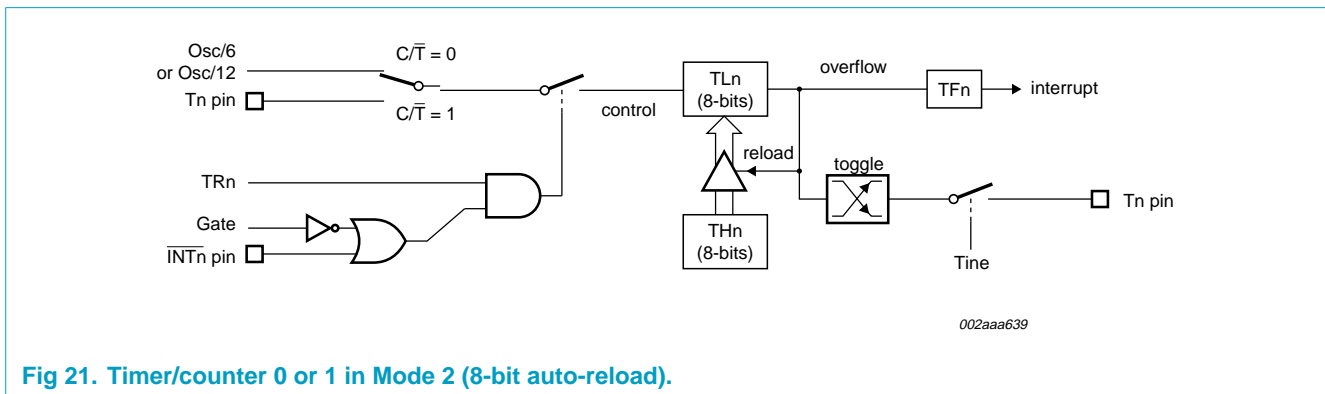 Osc/6
or Osc/12
C/T̅ = 0
Tn pin
C/T̅ = 1
control
TLn
(8-bits)
overflow
TFn
interrupt
reload
toggle
TRn
Gate
I̅N̅T̅n pin
THn
(8-bits)
Tine
Tn pin
002aaa639
Fig 21. Timer/counter 0 or 1 in Mode 2 (8-bit auto-reload).